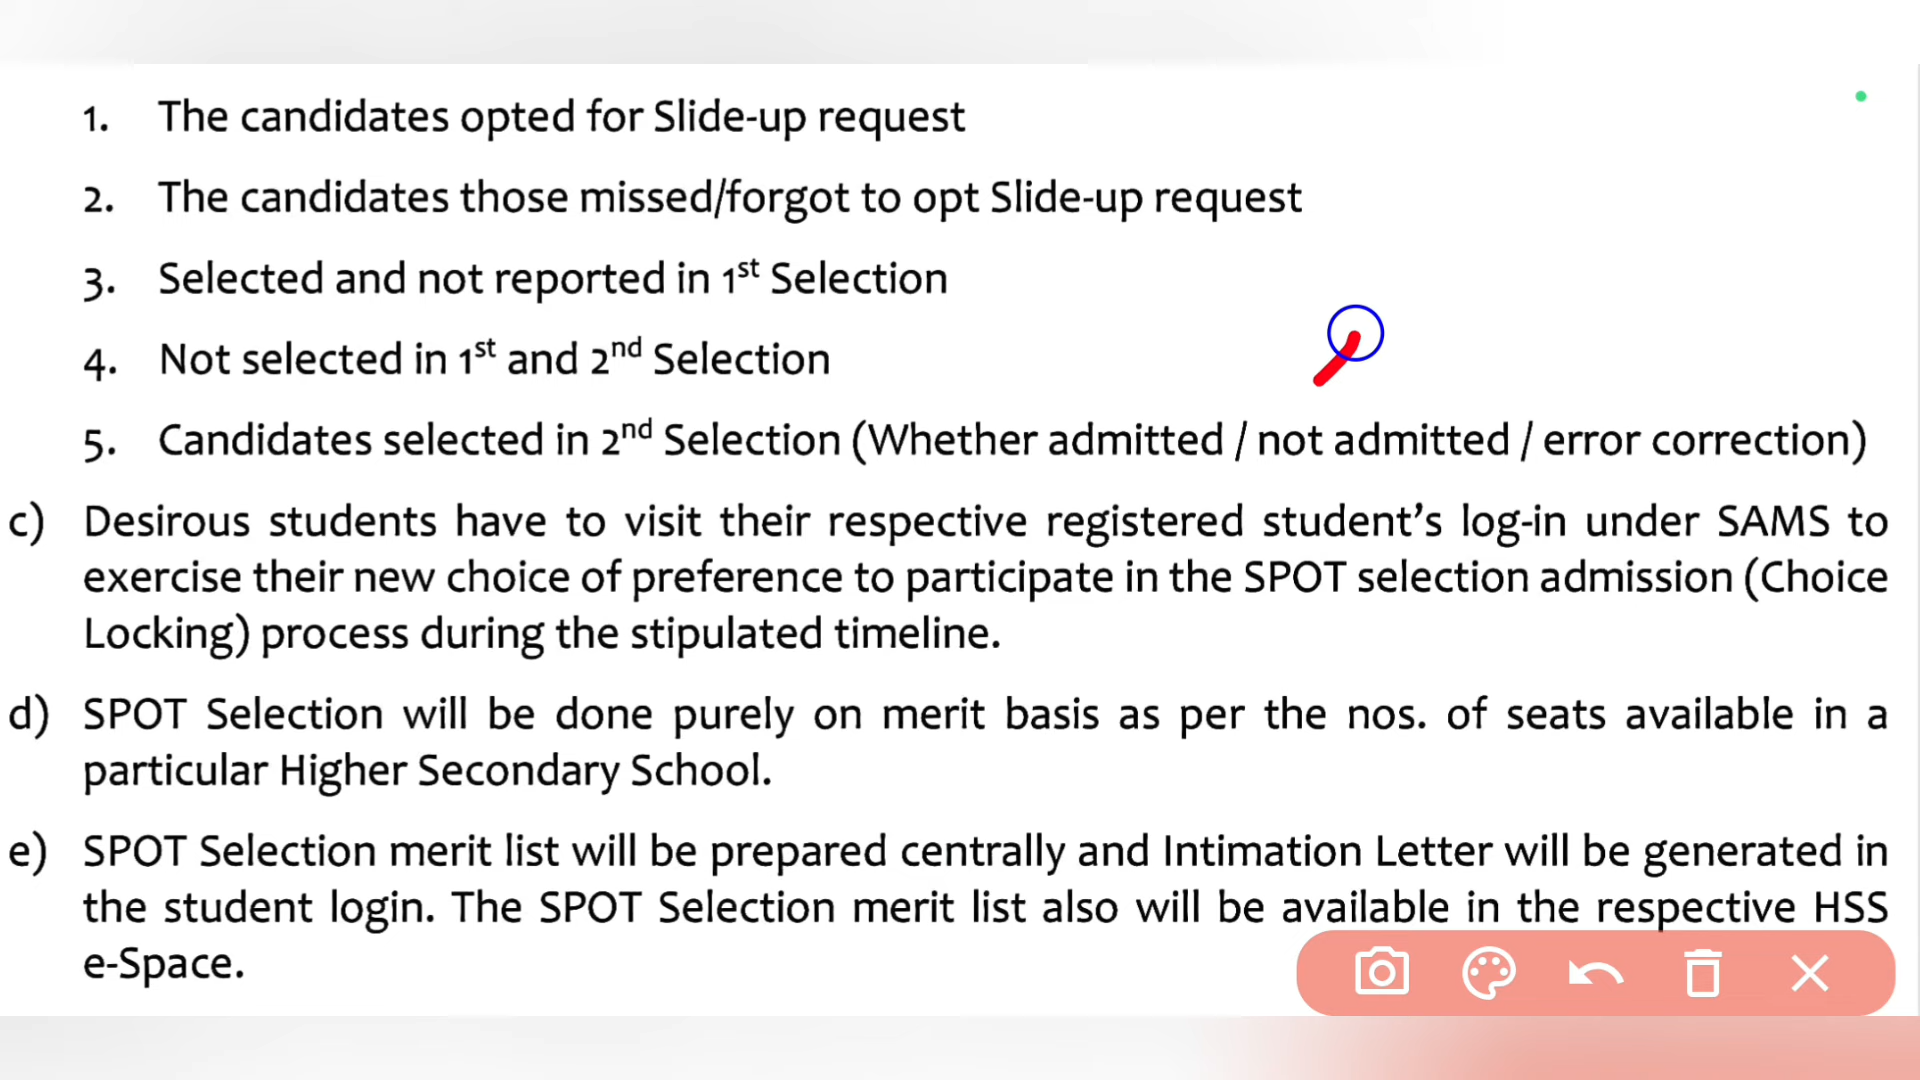 1. The candidates opted for Slide-up request
2. The candidates those missed/forgot to opt Slide-up request
3. Selected and not reported in 1st Selection
4. Not selected in 1st and 2nd Selection
5. Candidates selected in 2nd Selection (Whether admitted / not admitted / error correction)
c) Desirous students have to visit their respective registered student's log-in under SAMS to
exercise their new choice of preference to participate in the SPOT selection admission (Choice
Locking) process during the stipulated timeline.
d) SPOT Selection will be done purely on merit basis as per the nos. of seats available in a
particular Higher Secondary School.
e) SPOT Selection merit list will be prepared centrally and Intimation Letter will be generated in
the student login. The SPOT Selection merit list also will be available in the respective HSS
e-Space.